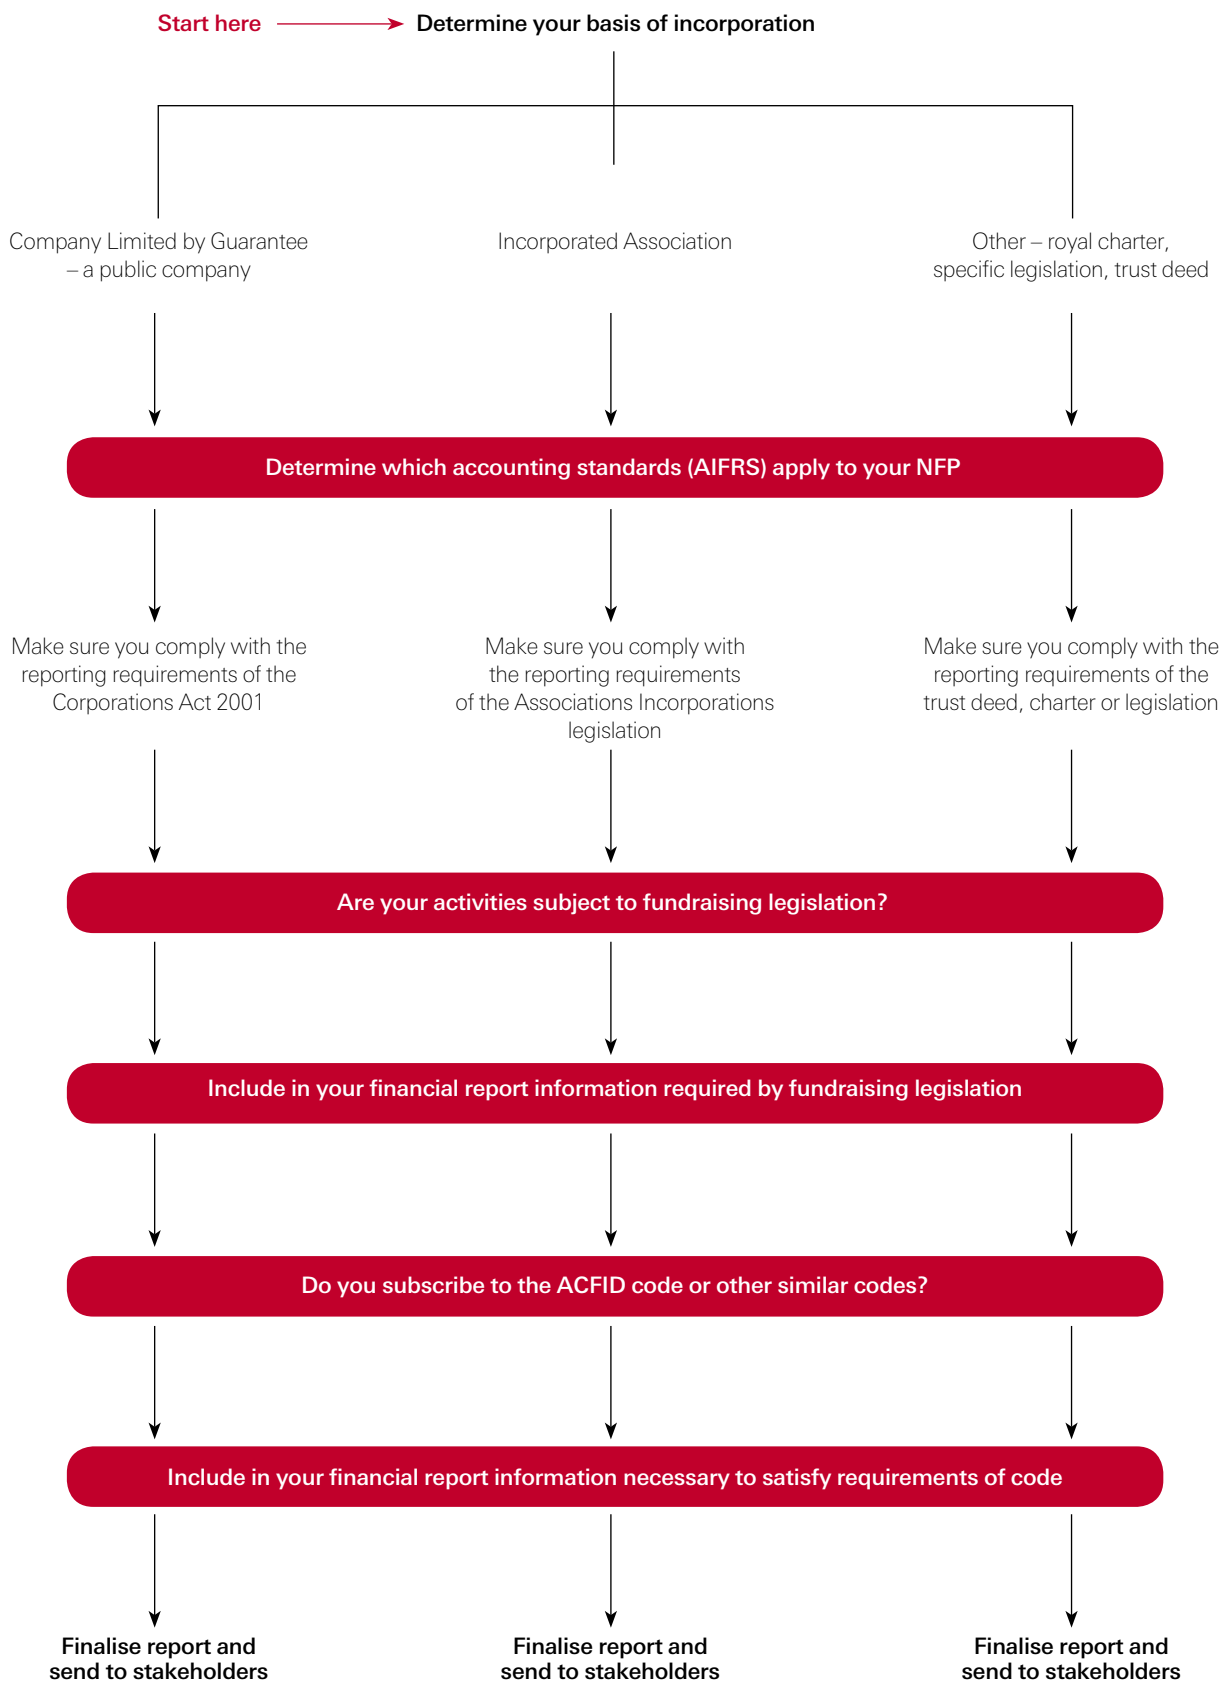 Start here
Determine your basis of incorporation
Company Limited by Guarantee
– a public company
Incorporated Association
Other – royal charter,
specific legislation, trust deed
Determine which accounting standards (AIFRS) apply to your NFP
Make sure you comply with the
reporting requirements of the
Corporations Act 2001
Make sure you comply with
the reporting requirements
of the Associations Incorporations
legislation
Make sure you comply with the
reporting requirements of the
trust deed, charter or legislation
Are your activities subject to fundraising legislation?
Include in your financial report information required by fundraising legislation
Do you subscribe to the ACFID code or other similar codes?
Include in your financial report information necessary to satisfy requirements of code
Finalise report and
send to stakeholders
Finalise report and
send to stakeholders
Finalise report and
send to stakeholders